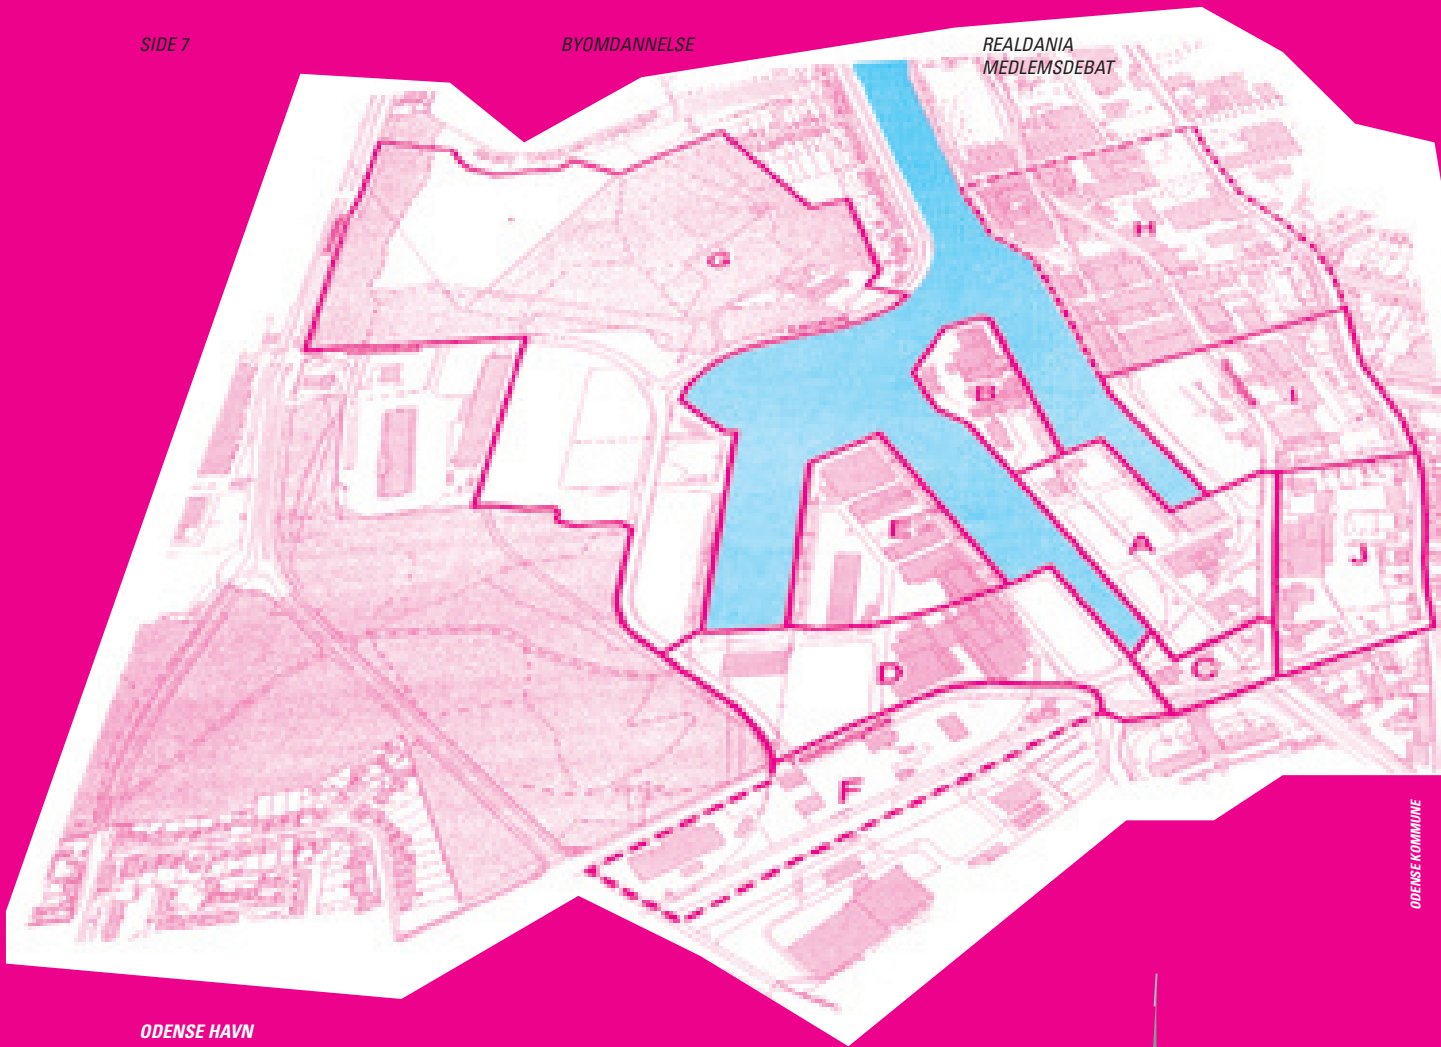 SIDE 7
BYOMDANNELSE
REALDANIA
MEDLEMSDEBAT
H
G
B
I
E
A
J
D
C
F
ODENSE KOMMUNE
ODENSE HAVN